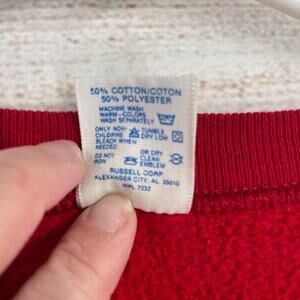 50% COTTON/COTON
50% POLYESTER
MACHINE WASH
WARM-COLORS
WASH SEPARATELY
ONLY NON-
CHLORINE
BLEACH WHEN
NEEDED
TUMBLE
DRY LOW
DO NOT
IRON
OR DRY
CLEAN
EMBLEM
RUSSELL CORP
ALEXANDER CITY, AL 35010
WPL 7232